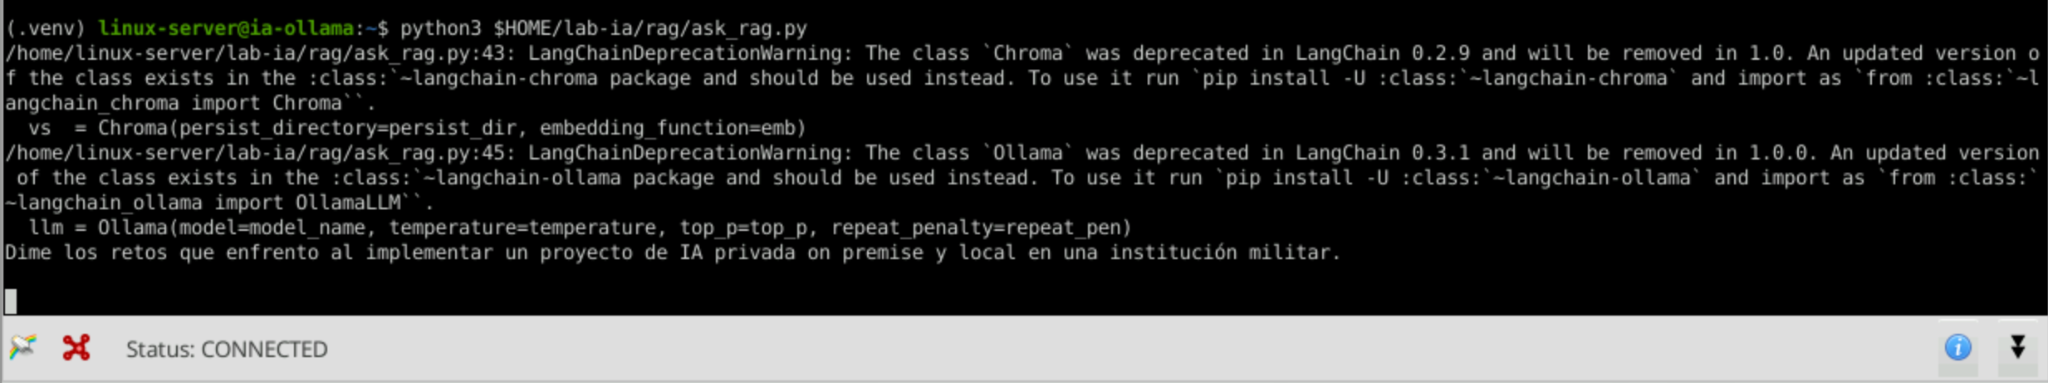 (.venv) linux-server@ia-ollama:~$ python3 $HOME/lab-ia/rag/ask_rag.py
/home/linux-server/lab-ia/rag/ask_rag.py:43: LangChainDeprecationWarning: The class `Chroma` was deprecated in LangChain 0.2.9 and will be removed in 1.0. An updated version o
f the class exists in the :class:`~langchain-chroma package and should be used instead. To use it run `pip install -U :class:`~langchain-chroma` and import as `from :class:`~l
angchain_chroma import Chroma``.
  vs  = Chroma(persist_directory=persist_dir, embedding_function=emb)
/home/linux-server/lab-ia/rag/ask_rag.py:45: LangChainDeprecationWarning: The class `Ollama` was deprecated in LangChain 0.3.1 and will be removed in 1.0.0. An updated version
 of the class exists in the :class:`~langchain-ollama package and should be used instead. To use it run `pip install -U :class:`~langchain-ollama` and import as `from :class:`
~langchain_ollama import OllamaLLM``.
  llm = Ollama(model=model_name, temperature=temperature, top_p=top_p, repeat_penalty=repeat_pen)
Dime los retos que enfrento al implementar un proyecto de IA privada on premise y local en una institución militar.
Status: CONNECTED